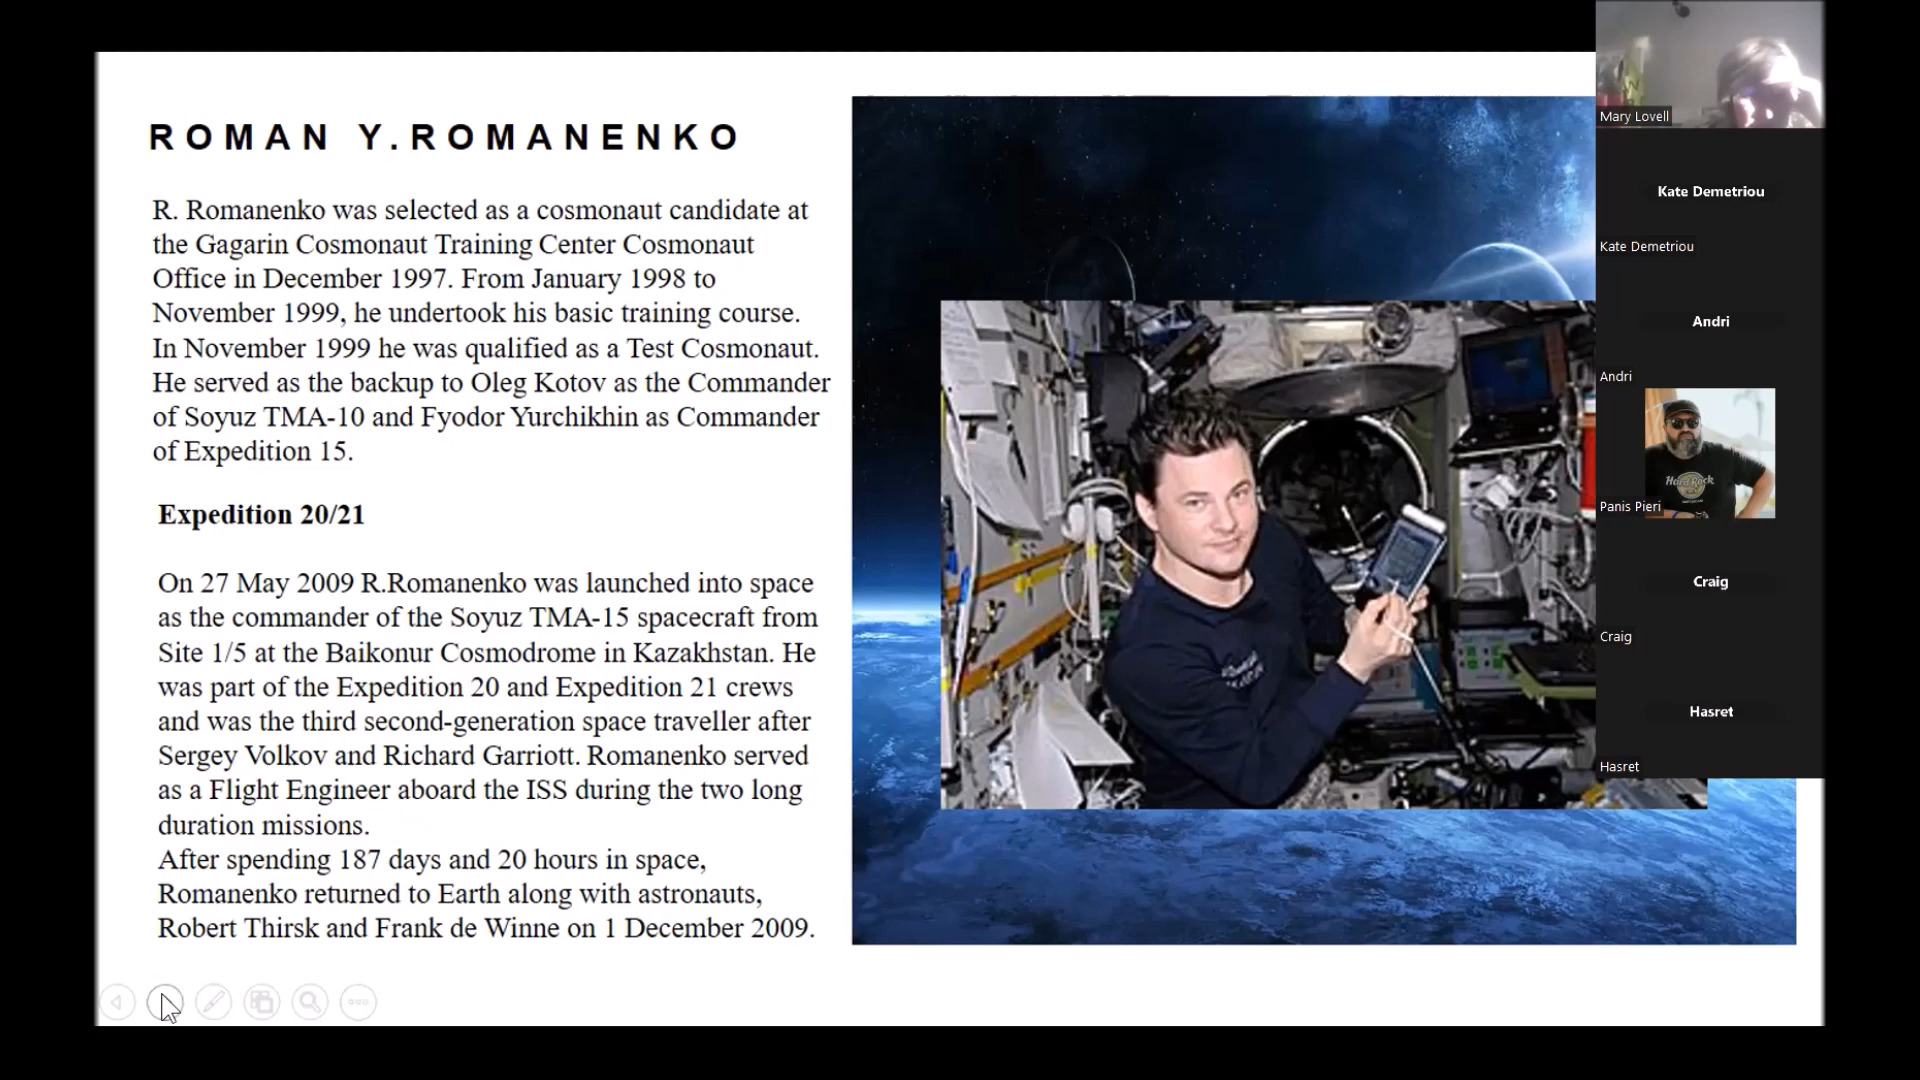 ROMAN Y.ROMANENKO
R. Romanenko was selected as a cosmonaut candidate at
the Gagarin Cosmonaut Training Center Cosmonaut
Office in December 1997. From January 1998 to
November 1999, he undertook his basic training course.
In November 1999 he was qualified as a Test Cosmonaut.
He served as the backup to Oleg Kotov as the Commander
of Soyuz TMA-10 and Fyodor Yurchikhin as Commander
of Expedition 15.
Expedition 20/21
On 27 May 2009 R.Romanenko was launched into space
as the commander of the Soyuz TMA-15 spacecraft from
Site 1/5 at the Baikonur Cosmodrome in Kazakhstan. He
was part of the Expedition 20 and Expedition 21 crews
and was the third second-generation space traveller after
Sergey Volkov and Richard Garriott. Romanenko served
as a Flight Engineer aboard the ISS during the two long
duration missions.
After spending 187 days and 20 hours in space,
Romanenko returned to Earth along with astronauts,
Robert Thirsk and Frank de Winne on 1 December 2009.
Mary Lovell
Kate Demetriou
Kate Demetriou
Andri
Andri
Hard Rock
Panis Pieri
Craig
Craig
Hasret
Hasret